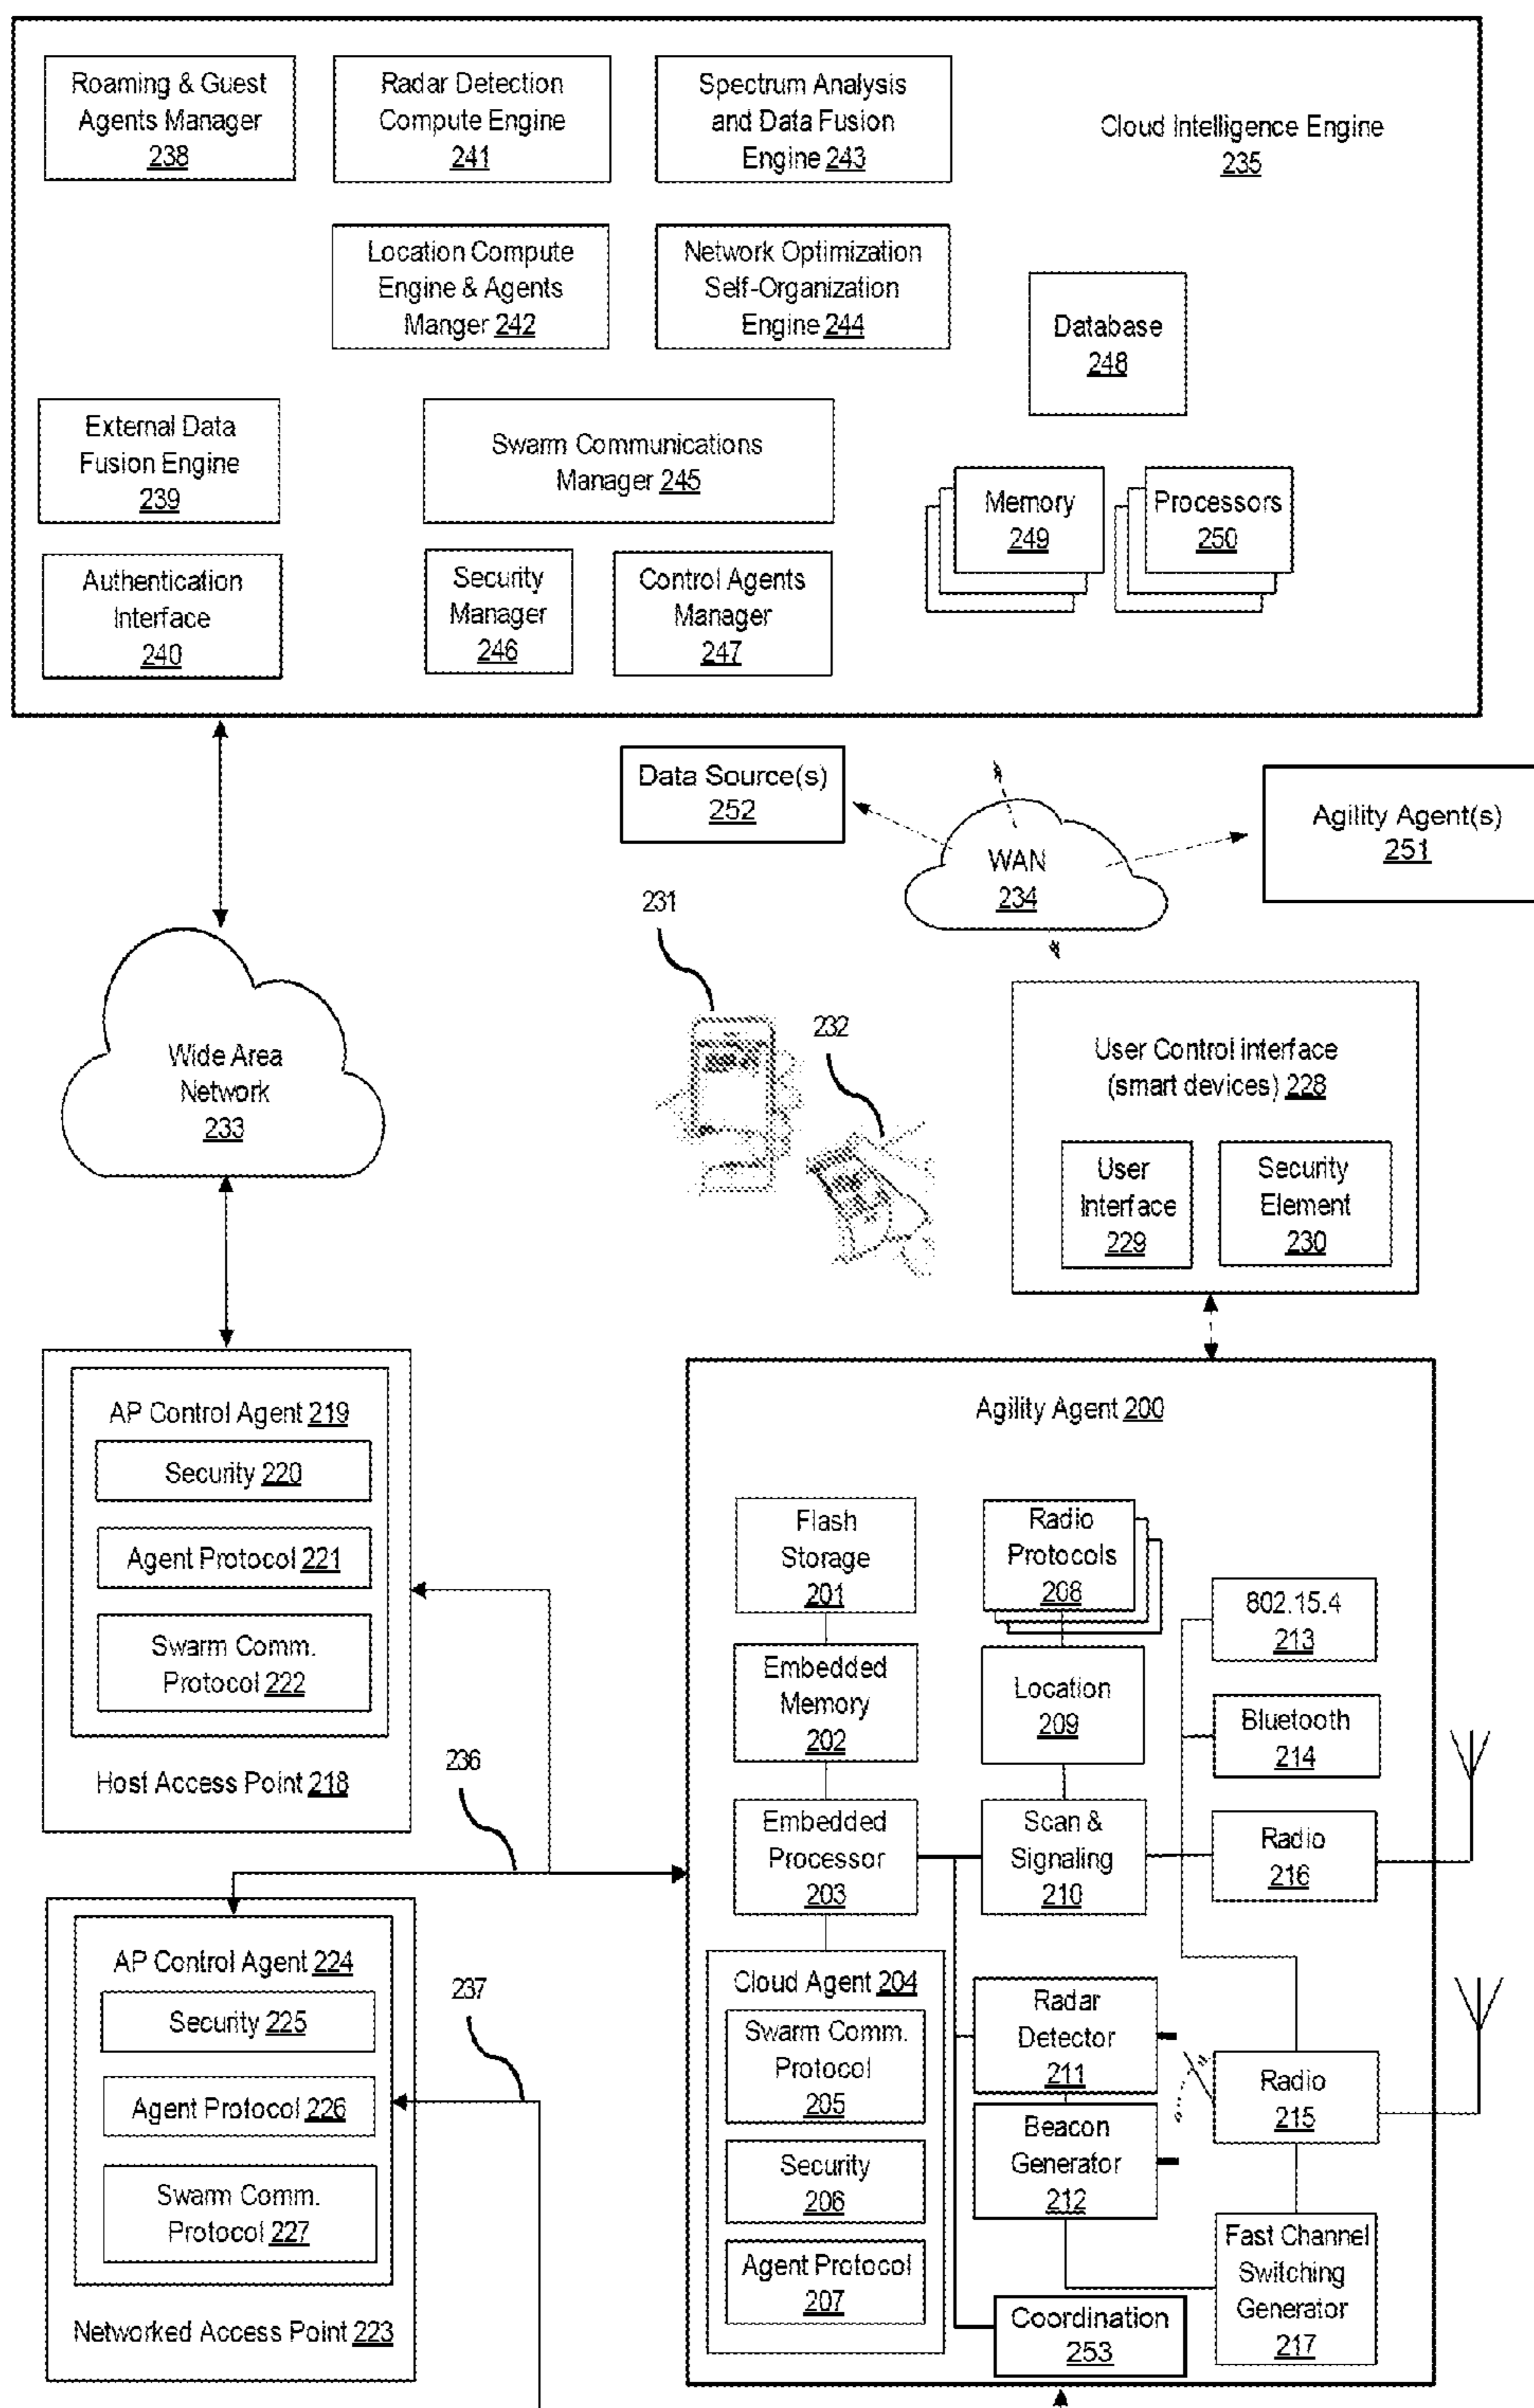 Roaming & Guest
Agents Manager
238
Radar Detection
Compute Engine
241
Spectrum Analysis
and Data Fusion
Engine 243
Cloud Intelligence Engine
235
Location Compute
Engine & Agents
Manger 242
Network Optimization
Self-Organization
Engine 244
Database
248
External Data
Fusion Engine
239
Swarm Communications
Manager 245
Memory
249
Processors
250
Authentication
Interface
240
Security
Manager
246
Control Agents
Manager
247
Data Source(s)
252
WAN
234
Agility Agent(s)
251
231
232
Wide Area
Network
233
User Control interface
(smart devices) 228
User
Interface
229
Security
Element
230
AP Control Agent 219
Security 220
Agent Protocol 221
Swarm Comm.
Protocol 222
Host Access Point 218
236
AP Control Agent 224
Security 225
Agent Protocol 226
Swarm Comm.
Protocol 227
Networked Access Point 223
237
Agility Agent 200
Flash
Storage
201
Radio
Protocols
208
802.15.4
213
Embedded
Memory
202
Location
209
Bluetooth
214
Embedded
Processor
203
Scan &
Signaling
210
Radio
216
Cloud Agent 204
Swarm Comm.
Protocol
205
Security
206
Agent Protocol
207
Radar
Detector
211
Beacon
Generator
212
Radio
215
Fast Channel
Switching
Generator
217
Coordination
253